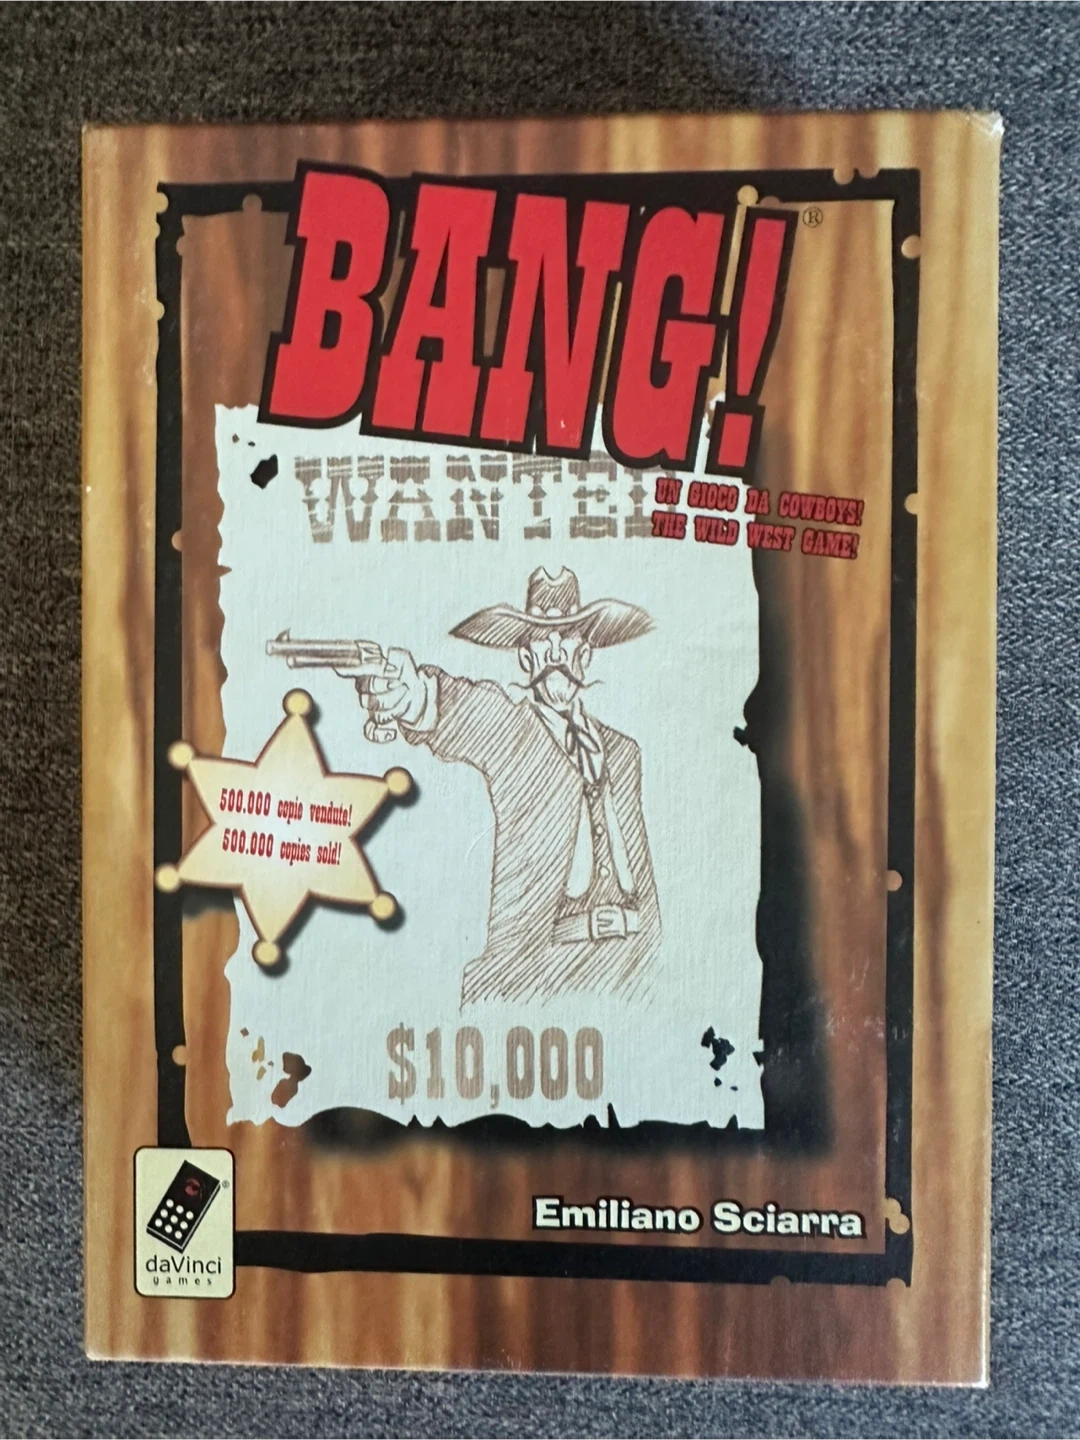 BANG!
®
WANTED
UN GIOCO DA COWBOYS!
THE WILD WEST GAME!
500.000 copie vendute!
500.000 copies sold!
$10,000
Emiliano Sciarra
®
daVinci
games